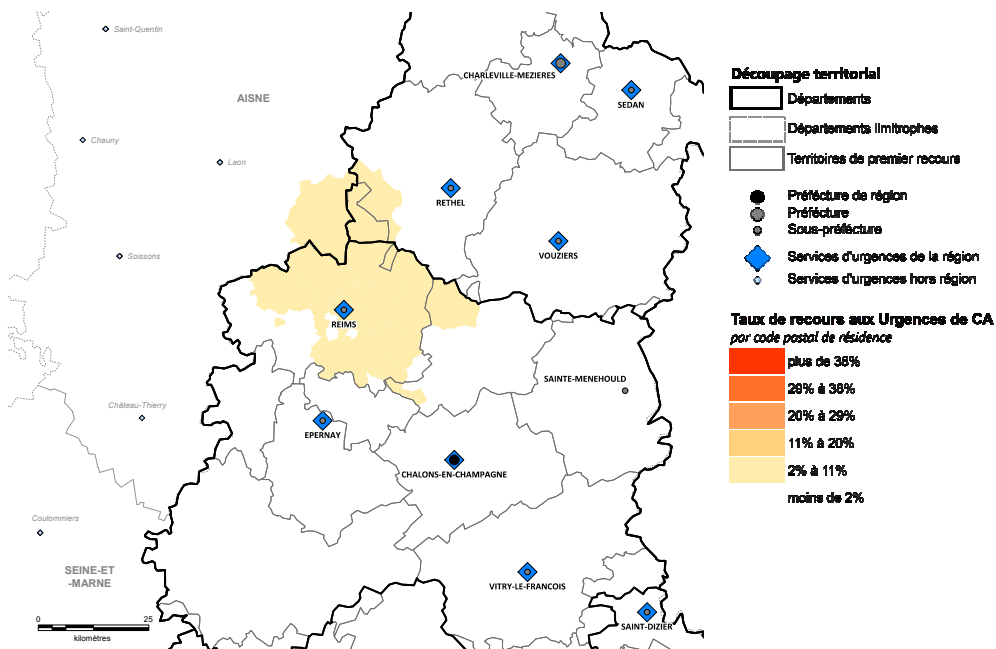 Saint-Quentin
AISNE
Chauny
Laon
Soissons
Château-Thierry
Coulommiers
SEINE-ET
-MARNE
CHARLEVILLE-MEZIERES
SEDAN
RETHEL
VOUZIERS
REIMS
SAINTE-MENEHOULD
EPERNAY
CHALONS-EN-CHAMPAGNE
VITRY-LE-FRANCOIS
SAINT-DIZIER
0 25
kilomètres
Découpage territorial
Départements
Départements limitrophes
Territoires de premier recours
Préfécture de région
Préfécture
Sous-préfécture
Services d'urgences de la région
Services d'urgences hors région
Taux de recours aux Urgences de CA
par code postal de résidence
plus de 38%
29% à 38%
20% à 29%
11% à 20%
2% à 11%
moins de 2%